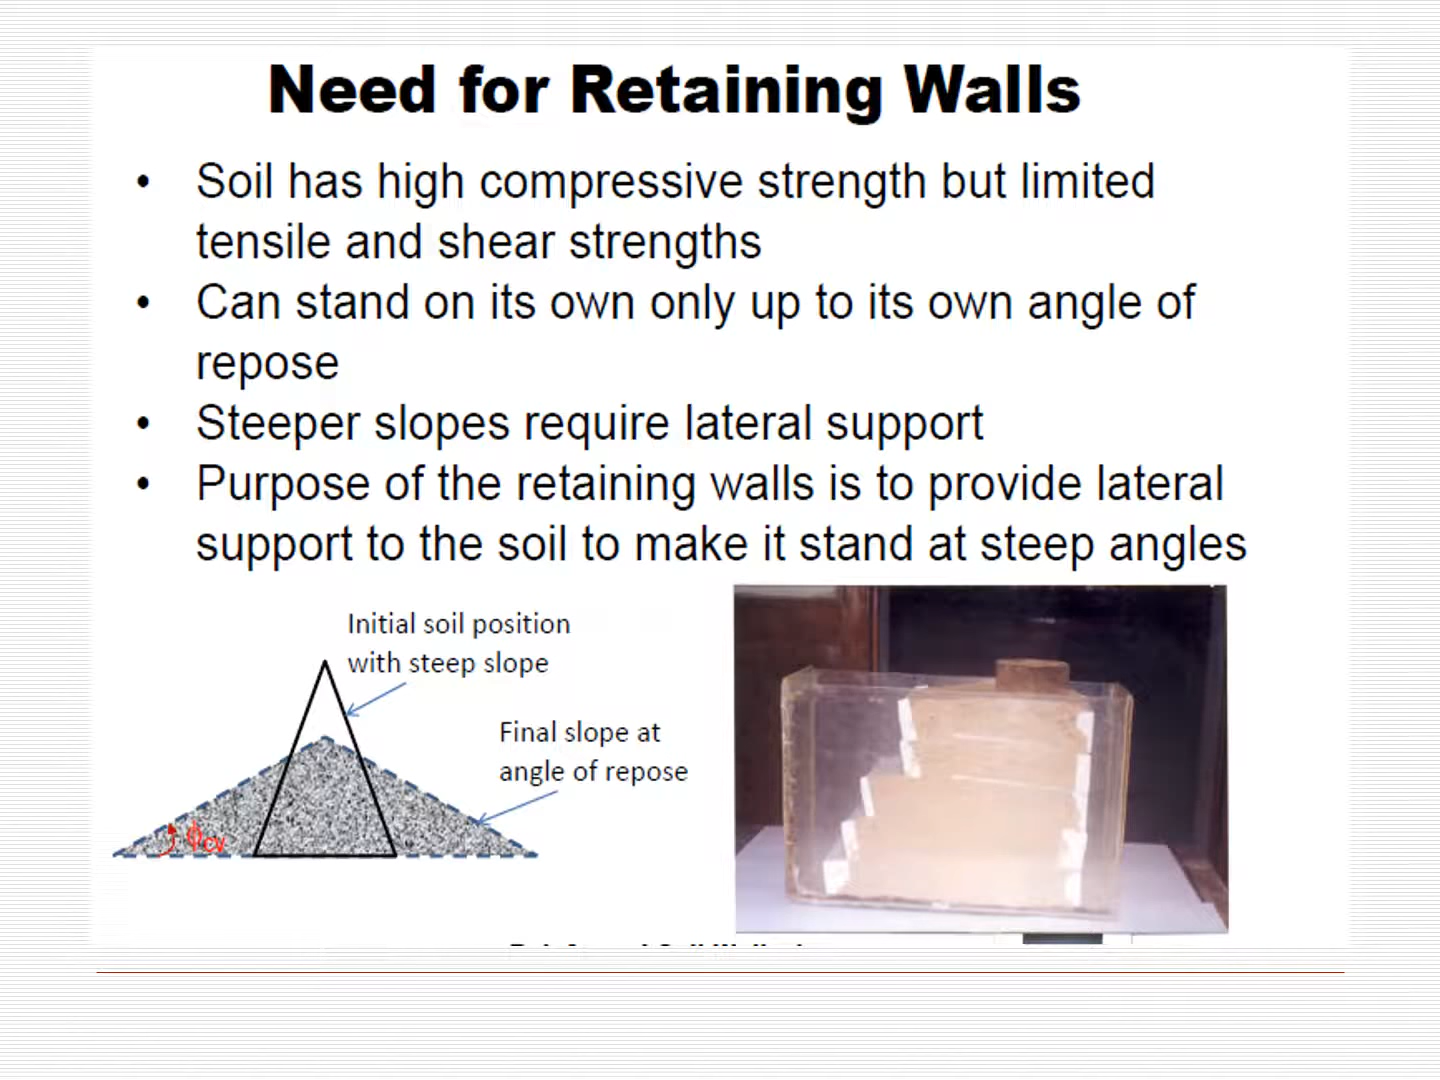 Need for Retaining Walls
• Soil has high compressive strength but limited
tensile and shear strengths
• Can stand on its own only up to its own angle of
repose
• Steeper slopes require lateral support
• Purpose of the retaining walls is to provide lateral
support to the soil to make it stand at steep angles
Initial soil position
with steep slope
Final slope at
angle of repose
ϕcv